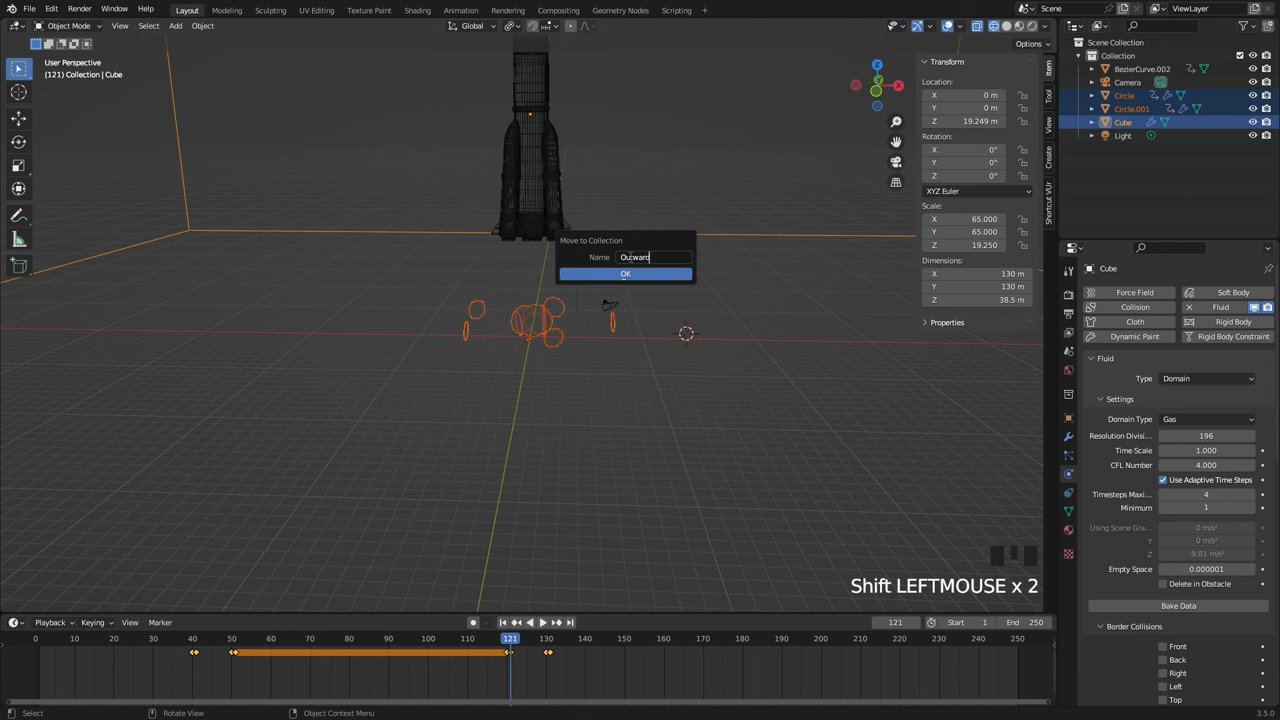 File Edit Render Window Help Layout Modeling Sculpting UV Editing Texture Paint Shading Animation Rendering Compositing Geometry Nodes Scripting + Scene ViewLayer
Object Mode View Select Add Object Global
Options
User Perspective
(121) Collection | Cube
Z
X
Y
Transform
Location:
X 0 m
Y 0 m
Z 19.249 m
Rotation:
X 0°
Y 0°
Z 0°
XYZ Euler
Scale:
X 65.000
Y 65.000
Z 19.250
Dimensions:
X 130 m
Y 130 m
Z 38.5 m
Properties
Item
Tool
View
Create
Shortcut VUr
Scene Collection
Collection
BezierCurve.002
Camera
Circle
Circle.001
Cube
Light
Move to Collection
Name Outward
OK
Cube
Force Field Soft Body
Collision Fluid
Cloth Rigid Body
Dynamic Paint Rigid Body Constraint
Fluid
Type Domain
Settings
Domain Type Gas
Resolution Divisi... 196
Time Scale 1.000
CFL Number 4.000
Use Adaptive Time Steps
Timesteps Maxi... 4
Minimum 1
Using Scene Gra... 0 m/s²
Y 0 m/s²
Z -9.81 m/s²
Empty Space 0.000001
Delete in Obstacle
Bake Data
Border Collisions
Front
Back
Right
Left
Top
Shift LEFTMOUSE x 2
Playback Keying View Marker 121 Start 1 End 250
0 10 20 30 40 50 60 70 80 90 100 110 121 130 140 150 160 170 180 190 200 210 220 230 240 250
Select Rotate View Object Context Menu 3.5.0